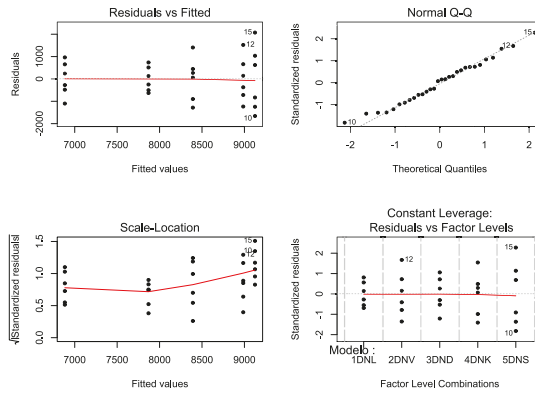 Residuals vs Fitted
Residuals
-2000 0 1000
7000 7500 8000 8500 9000
Fitted values
15
12
10
Normal Q-Q
Standardized residuals
-1 0 1 2
-2 -1 0 1 2
Theoretical Quantiles
15
12
10
Scale-Location
√|Standardized residuals|
0.0 0.5 1.0 1.5
7000 7500 8000 8500 9000
Fitted values
15
10
12
Constant Leverage:
Residuals vs Factor Levels
Standardized residuals
-2 -1 0 1 2
Modelo :
1DNL 2DNV 3DND 4DNK 5DNS
Factor Level Combinations
12
15
10